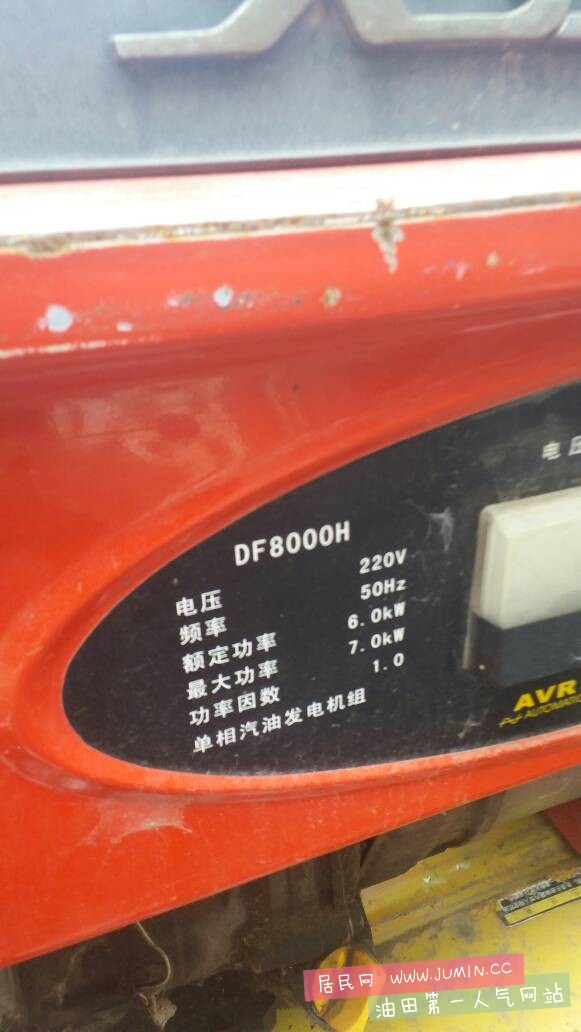 电压
DF8000H
电压 220V
频率 50Hz
额定功率 6.0kW
最大功率 7.0kW
功率因数 1.0
单相汽油发电机组
AVR
AUTOMATIC
居民网 WWW.JUMIN.CC
油田第一人气网站